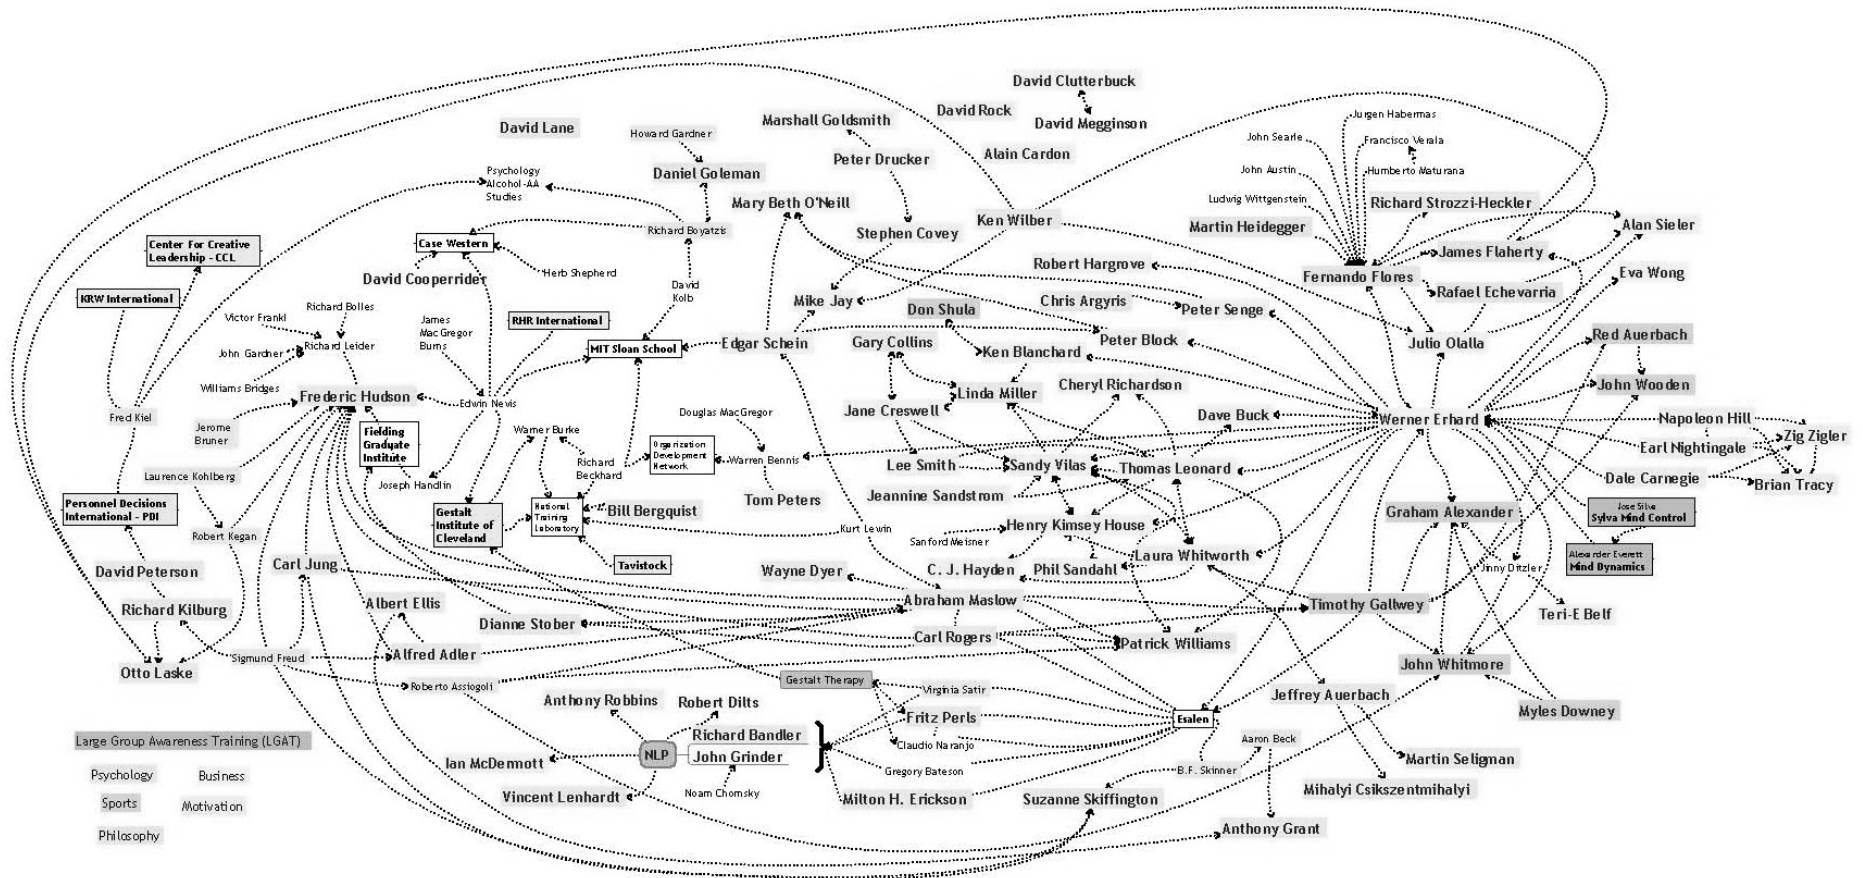 David Clutterbuck
David Rock
Marshall Goldsmith
David Megginson
Jurgen Habermas
David Lane
Howard Gardner
John Searle
Francisco Verala
Peter Drucker
Alain Cardon
Psychology
Alcohol-AA
Studies
Daniel Goleman
John Austin
Humberto Maturana
Mary Beth O'Neill
Ludwig Wittgenstein
Richard Strozzi-Heckler
Ken Wilber
Richard Boyatzis
Stephen Covey
Martin Heidegger
Alan Sieler
Center For Creative
Leadership - CCL
Case Western
James Flaherty
Herb Shepherd
David Cooperrider
Robert Hargrove
Fernando Flores
Eva Wong
David
Kolb
Rafael Echevarria
KRW International
Mike Jay
Chris Argyris
Peter Senge
Don Shula
Richard Bolles
Victor Frankl
James
MacGregor
Burns
RHR International
Richard Leider
John Gardner
MIT Sloan School
Edgar Schein
Gary Collins
Ken Blanchard
Peter Block
Julio Olalla
Red Auerbach
Williams Bridges
Frederic Hudson
Edwin Nevis
Cheryl Richardson
Linda Miller
John Wooden
Fred Kiel
Jerome
Bruner
Douglas MacGregor
Jane Creswell
Dave Buck
Werner Erhard
Napoleon Hill
Zig Zigler
Fielding
Graduate
Institute
Warner Burke
Organization
Development
Network
Warren Bennis
Earl Nightingale
Richard
Beckhard
Lee Smith
Sandy Vilas
Thomas Leonard
Laurence Kohlberg
Joseph Handlin
Dale Carnegie
Brian Tracy
Tom Peters
Jeannine Sandstrom
Personnel Decisions
International - PDI
Gestalt
Institute of
Cleveland
National
Training
Laboratory
Bill Bergquist
Graham Alexander
Jose Silva
Sylva Mind Control
Kurt Lewin
Henry Kimsey House
Robert Kegan
Sanford Meisner
Laura Whitworth
Alexander Everett
Mind Dynamics
Carl Jung
Tavistock
David Peterson
Wayne Dyer
C. J. Hayden
Phil Sandahl
Jinny Ditzler
Richard Kilburg
Albert Ellis
Abraham Maslow
Timothy Gallwey
Teri-E Belf
Dianne Stober
Carl Rogers
Patrick Williams
Sigmund Freud
Alfred Adler
Otto Laske
John Whitmore
Roberto Assiogoli
Gestalt Therapy
Virginia Satir
Jeffrey Auerbach
Anthony Robbins
Robert Dilts
Fritz Perls
Esalen
Myles Downey
Large Group Awareness Training (LGAT)
Richard Bandler
Claudio Naranjo
Aaron Beck
NLP
John Grinder
Ian McDermott
Gregory Bateson
B.F. Skinner
Martin Seligman
Psychology
Business
Noam Chomsky
Vincent Lenhardt
Milton H. Erickson
Suzanne Skiffington
Mihalyi Csikszentmihalyi
Sports
Motivation
Anthony Grant
Philosophy